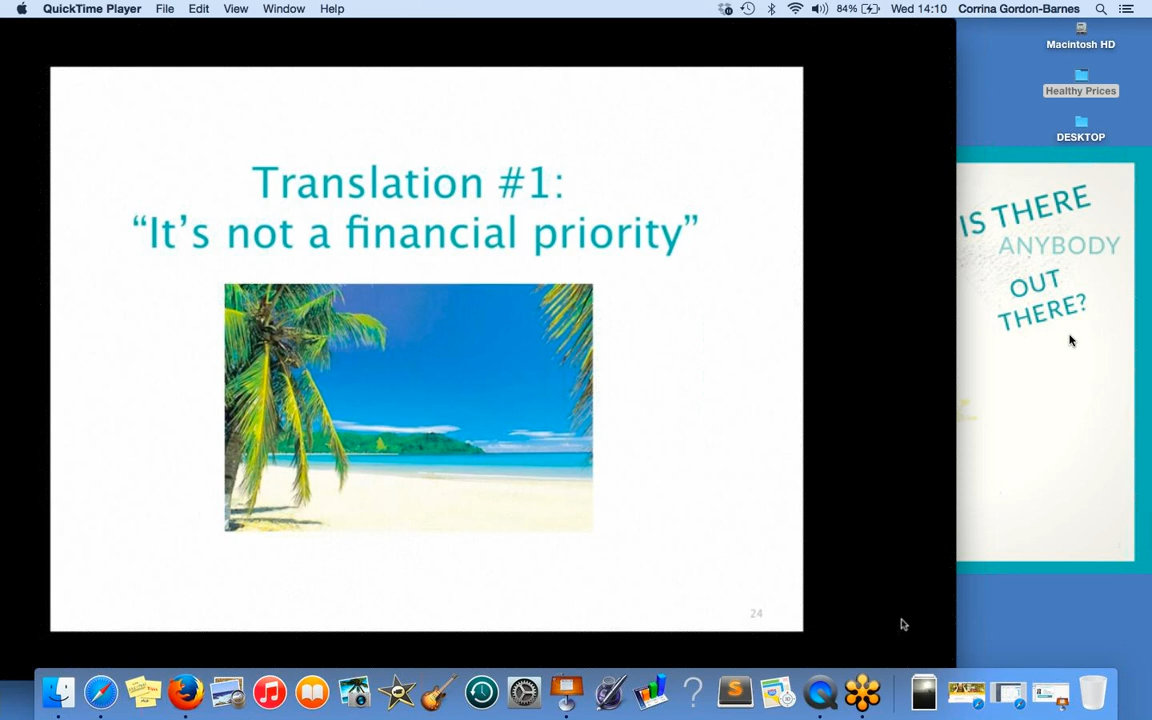 QuickTime Player File Edit View Window Help 84% Wed 14:10 Corrina Gordon-Barnes
Macintosh HD
Healthy Prices
DESKTOP
Translation #1:
“It’s not a financial priority”
24
IS THERE
ANYBODY
OUT
THERE?